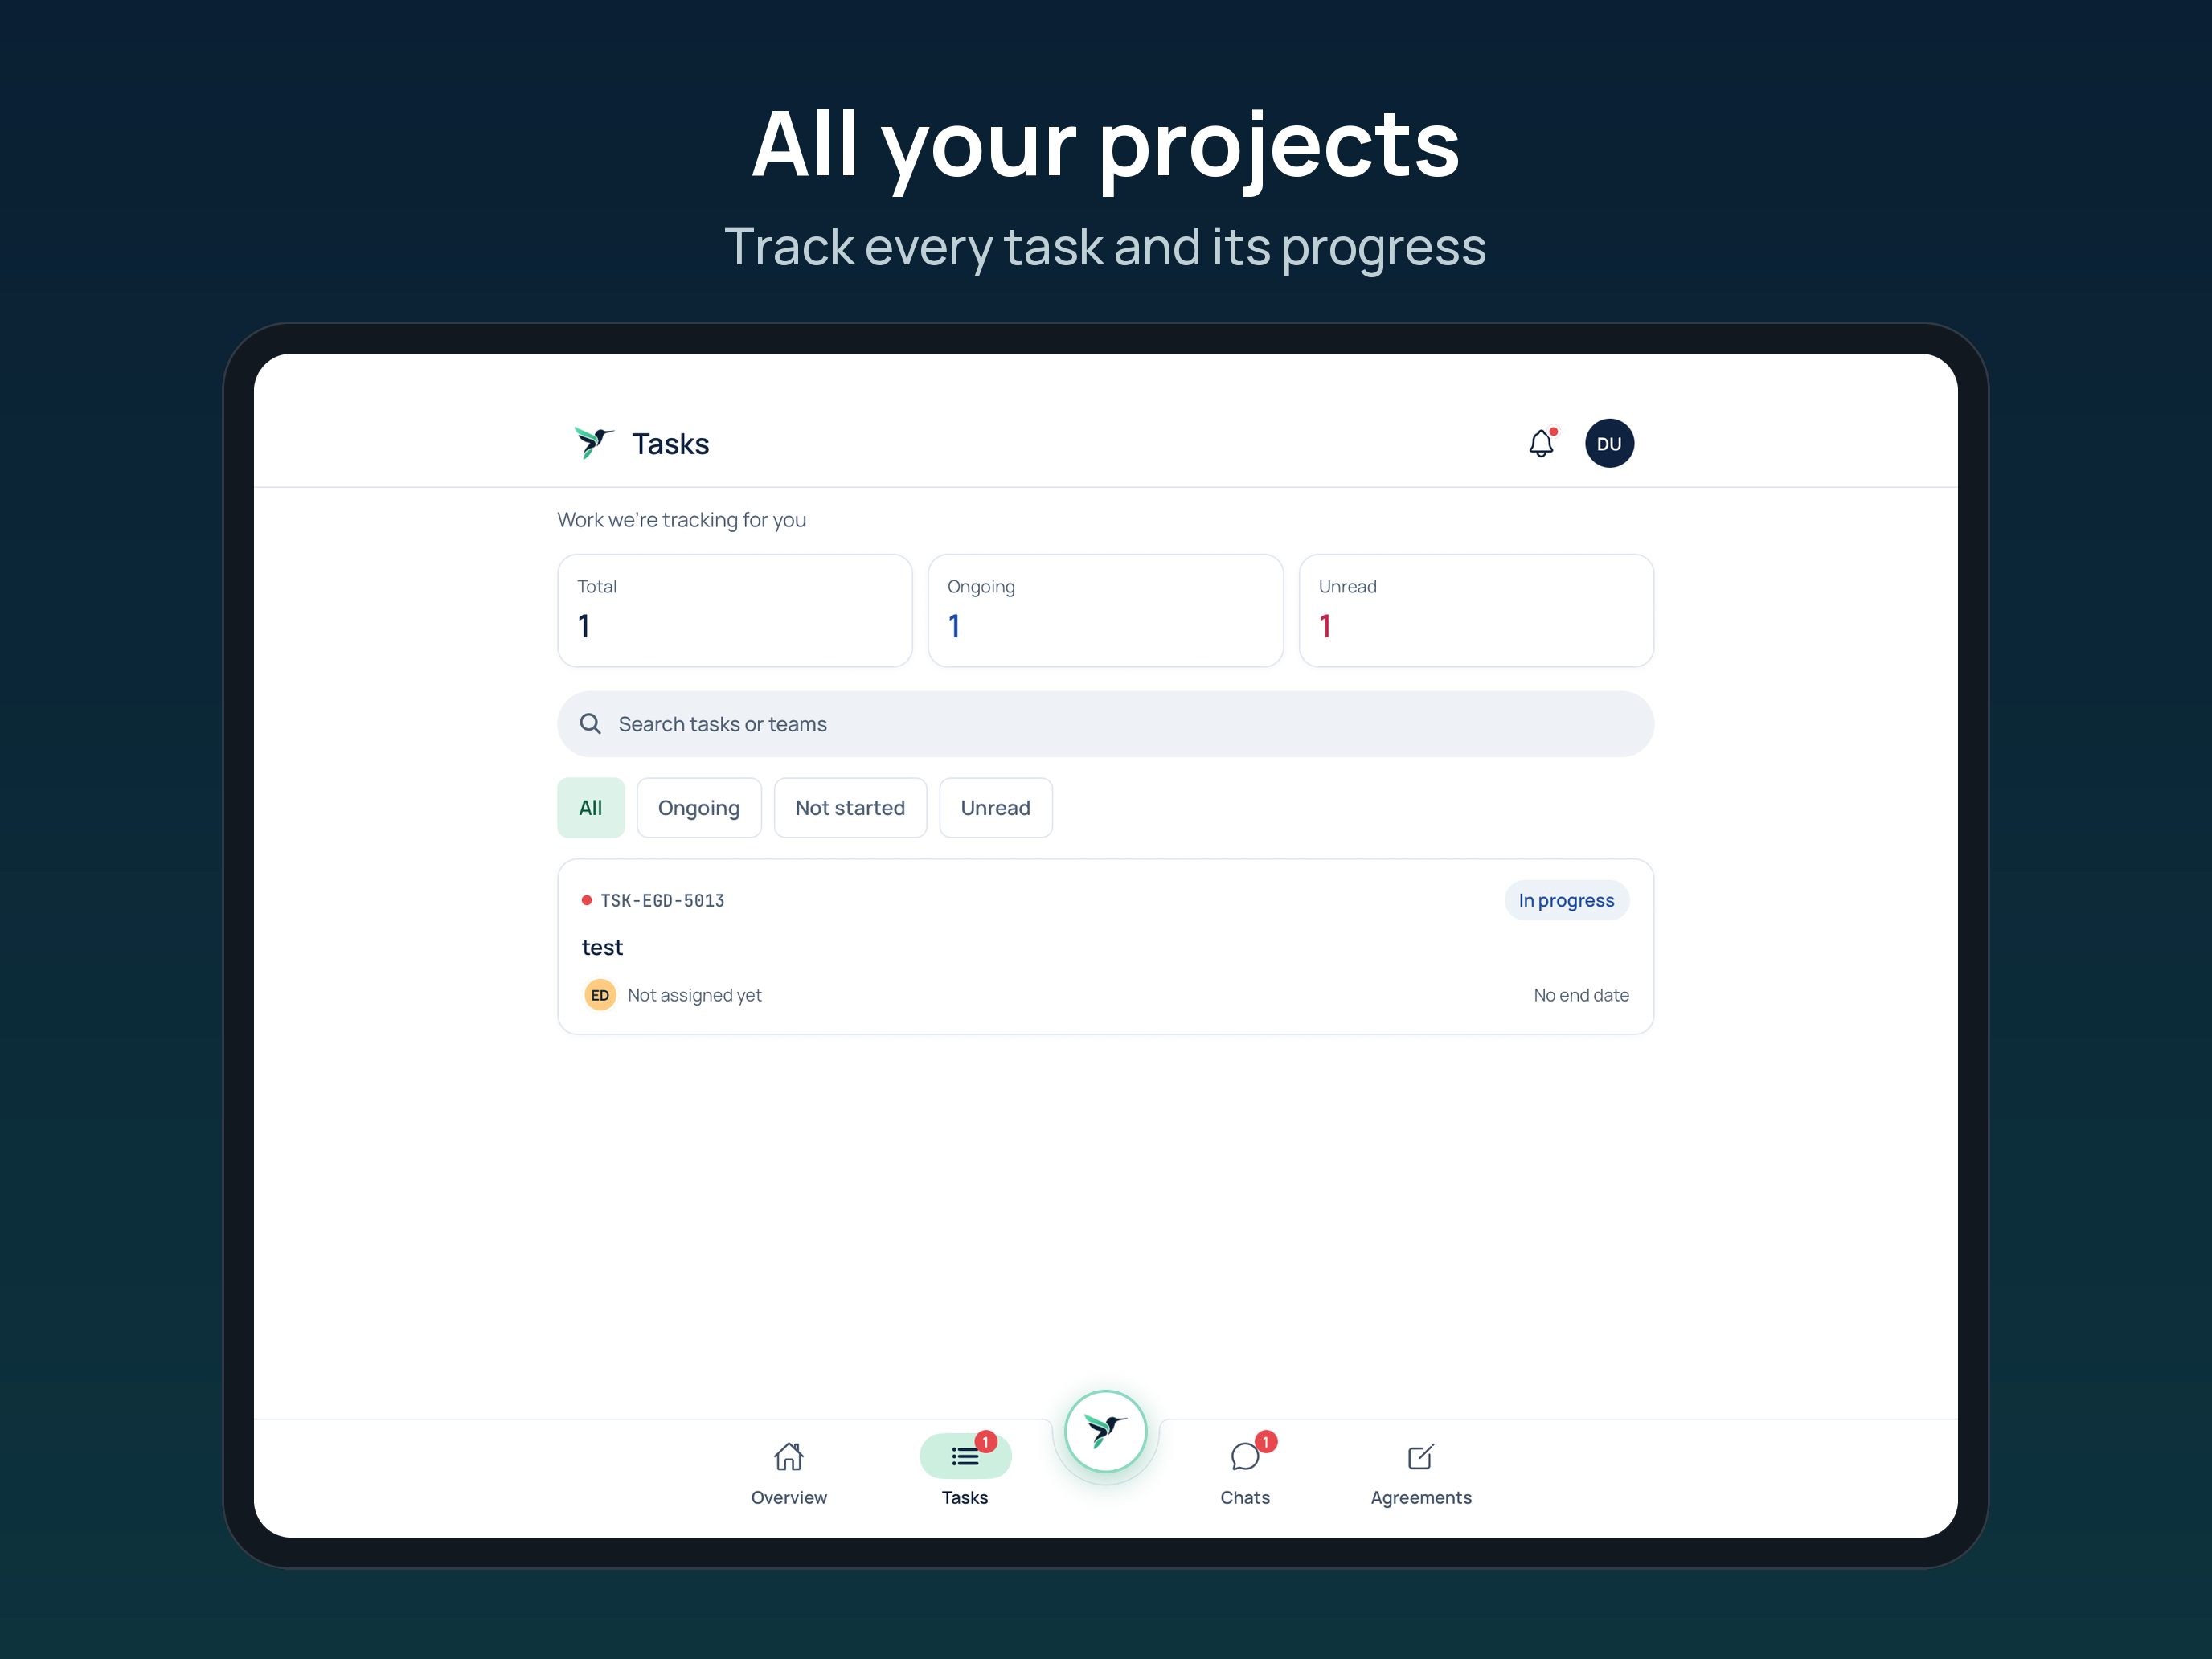 All your projects
Track every task and its progress
Tasks
DU
Work we're tracking for you
Total
Ongoing
Unread
1
1
1
Search tasks or teams
All
Ongoing
Not started
Unread
TSK-EGD-5013
In progress
test
ED Not assigned yet
No end date
1
1
Overview
Tasks
Chats
Agreements